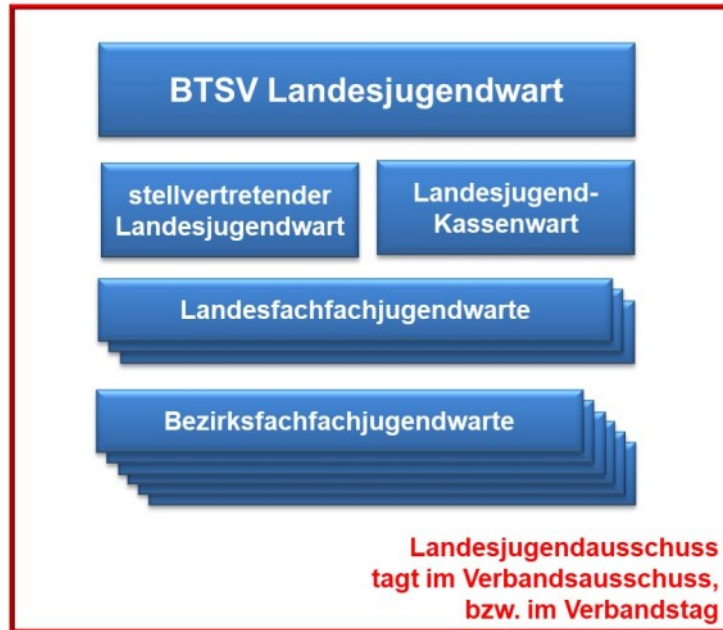 BTSV Landesjugendwart
stellvertretender
Landesjugendwart
Landesjugend-
Kassenwart
Landesfachfachjugendwarte
Bezirksfachfachjugendwarte
Landesjugendausschuss
tagt im Verbandsausschuss,
bzw. im Verbandstag